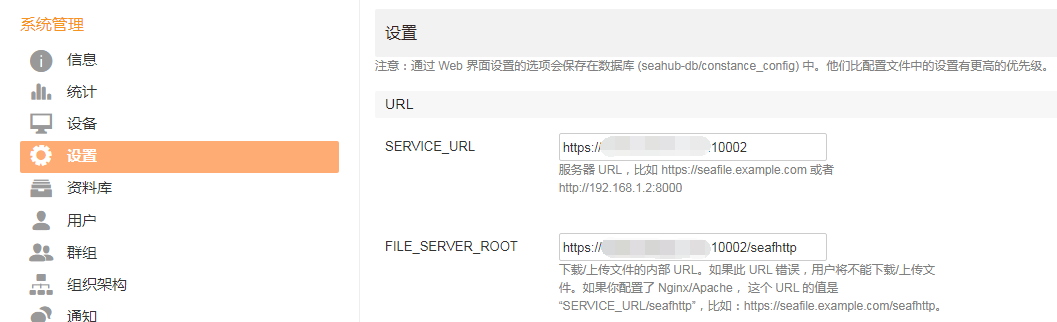 系统管理
信息
统计
设备
设置
资料库
用户
群组
组织架构
通知
设置
注意：通过 Web 界面设置的选项会保存在数据库 (seahub-db/constance_config) 中。他们比配置文件中的设置有更高的优先级。
URL
SERVICE_URL
https:// :10002
服务器 URL，比如 https://seafile.example.com 或者
http://192.168.1.2:8000
FILE_SERVER_ROOT
https:// 10002/seafhttp
下载/上传文件的内部 URL。如果此 URL 错误，用户将不能下载/上传文
件。如果你配置了 Nginx/Apache， 这个 URL 的值是
“SERVICE_URL/seafhttp”，比如：https://seafile.example.com/seafhttp。